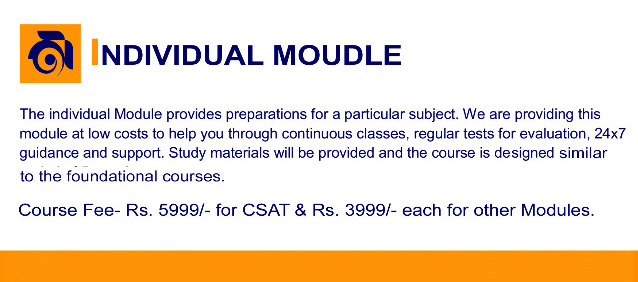 INDIVIDUAL MOUDLE
The individual Module provides preparations for a particular subject. We are providing this
module at low costs to help you through continuous classes, regular tests for evaluation, 24x7
guidance and support. Study materials will be provided and the course is designed similar
to the foundational courses.
Course Fee- Rs. 5999/- for CSAT & Rs. 3999/- each for other Modules.